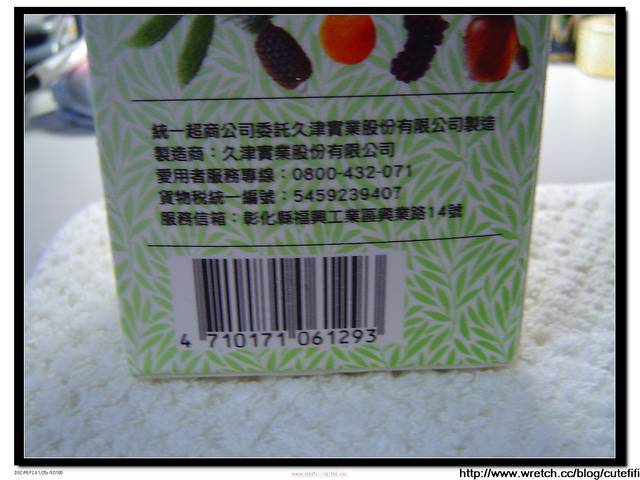 統一超商公司委託久津實業股份有限公司製造
製造商：久津實業股份有限公司
愛用者服務專線：0800-432-071
貨物稅統一編號：5459239407
服務信箱：彰化縣福興工業區興業路14號
4 710171 061293
http://www.wretch.cc/blog/cutefifi